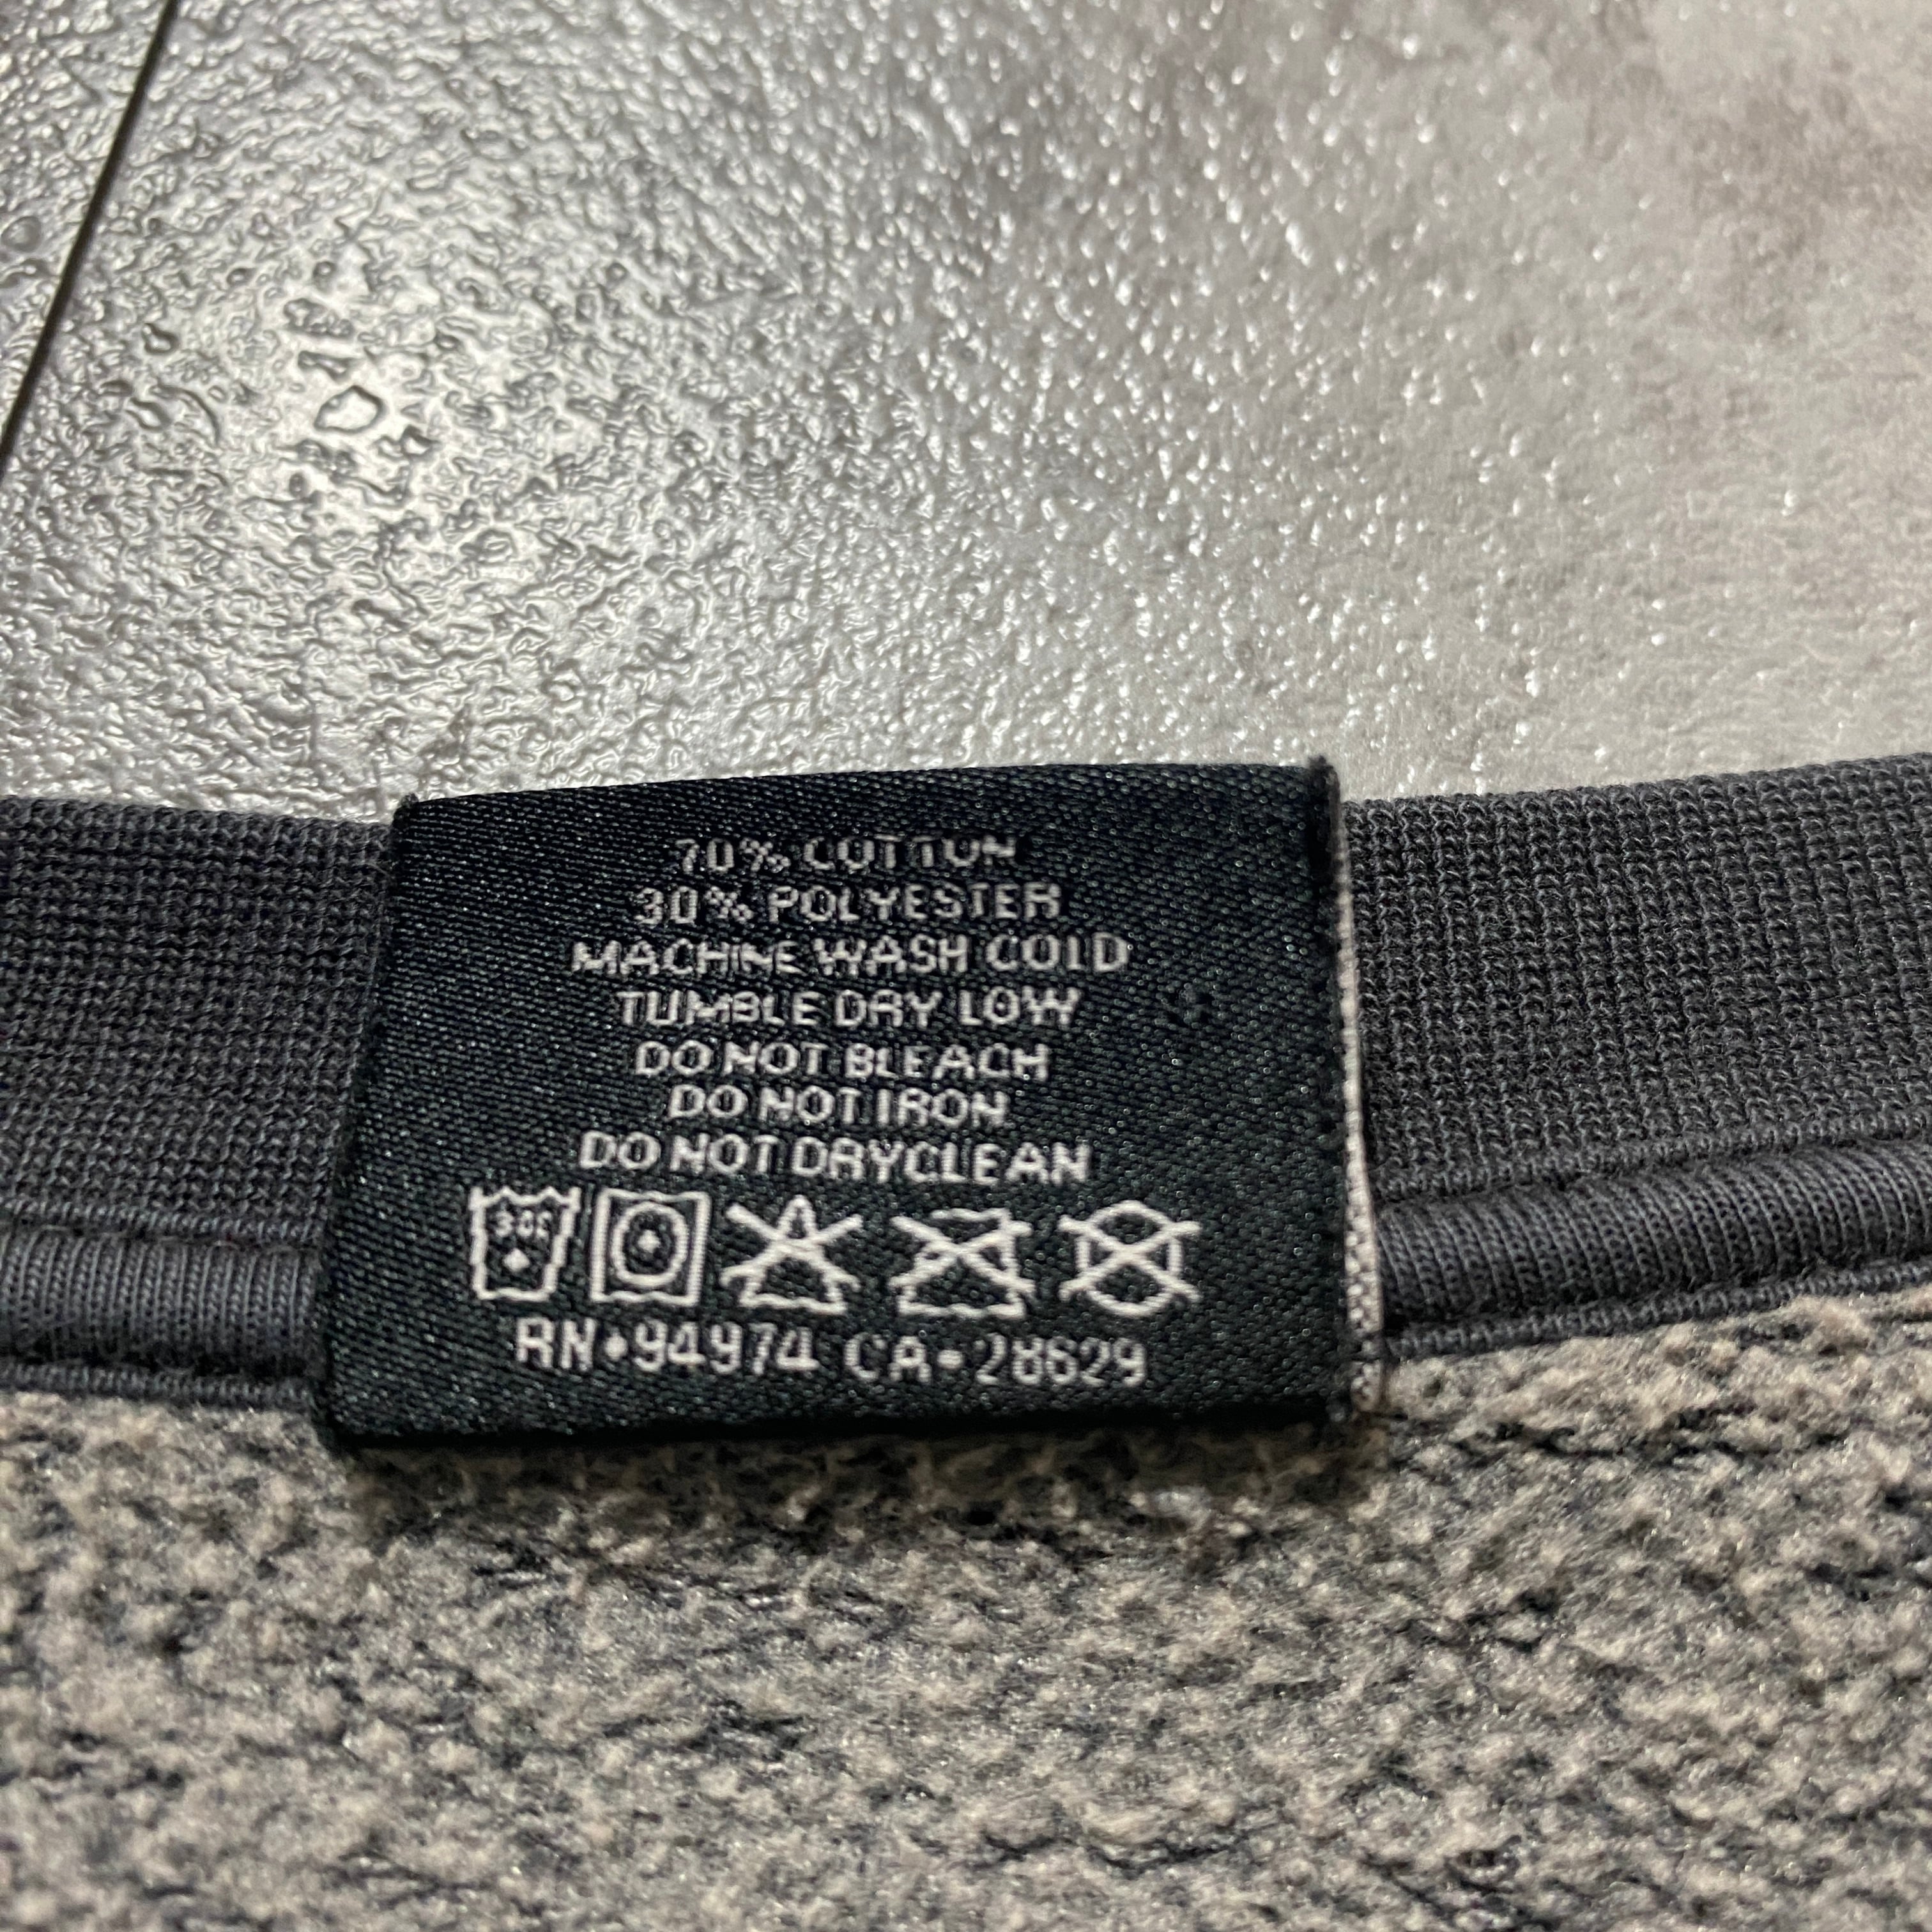 70% COTTON
30% POLYESTER
MACHINE WASH COLD
TUMBLE DRY LOW
DO NOT BLEACH
DO NOT IRON
DO NOT DRYCLEAN
30C
RN•94974 CA•28629